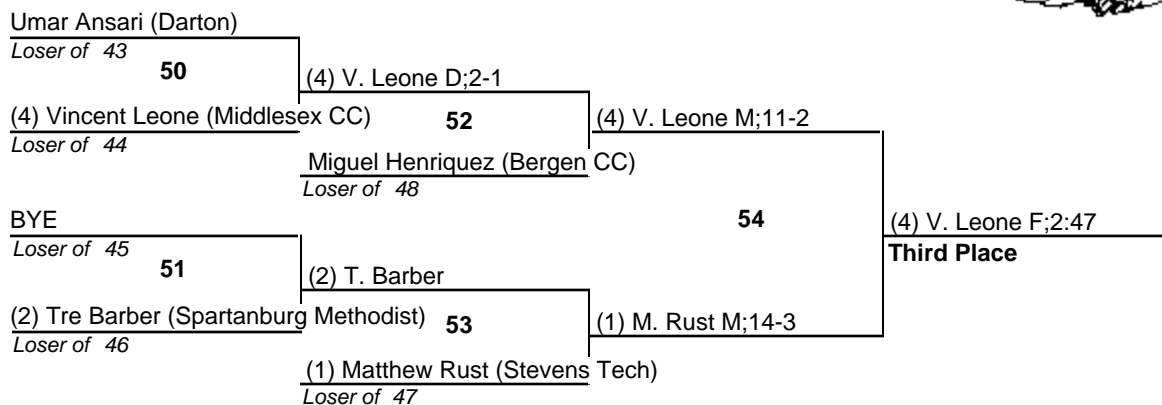 Umar Ansari (Darton)
Loser of 43
50
(4) V. Leone D;2-1
(4) Vincent Leone (Middlesex CC)
52
(4) V. Leone M;11-2
Loser of 44
Miguel Henriquez (Bergen CC)
Loser of 48
BYE
54
(4) V. Leone F;2:47
Loser of 45
Third Place
51
(2) T. Barber
(2) Tre Barber (Spartanburg Methodist)
53
(1) M. Rust M;14-3
Loser of 46
(1) Matthew Rust (Stevens Tech)
Loser of 47